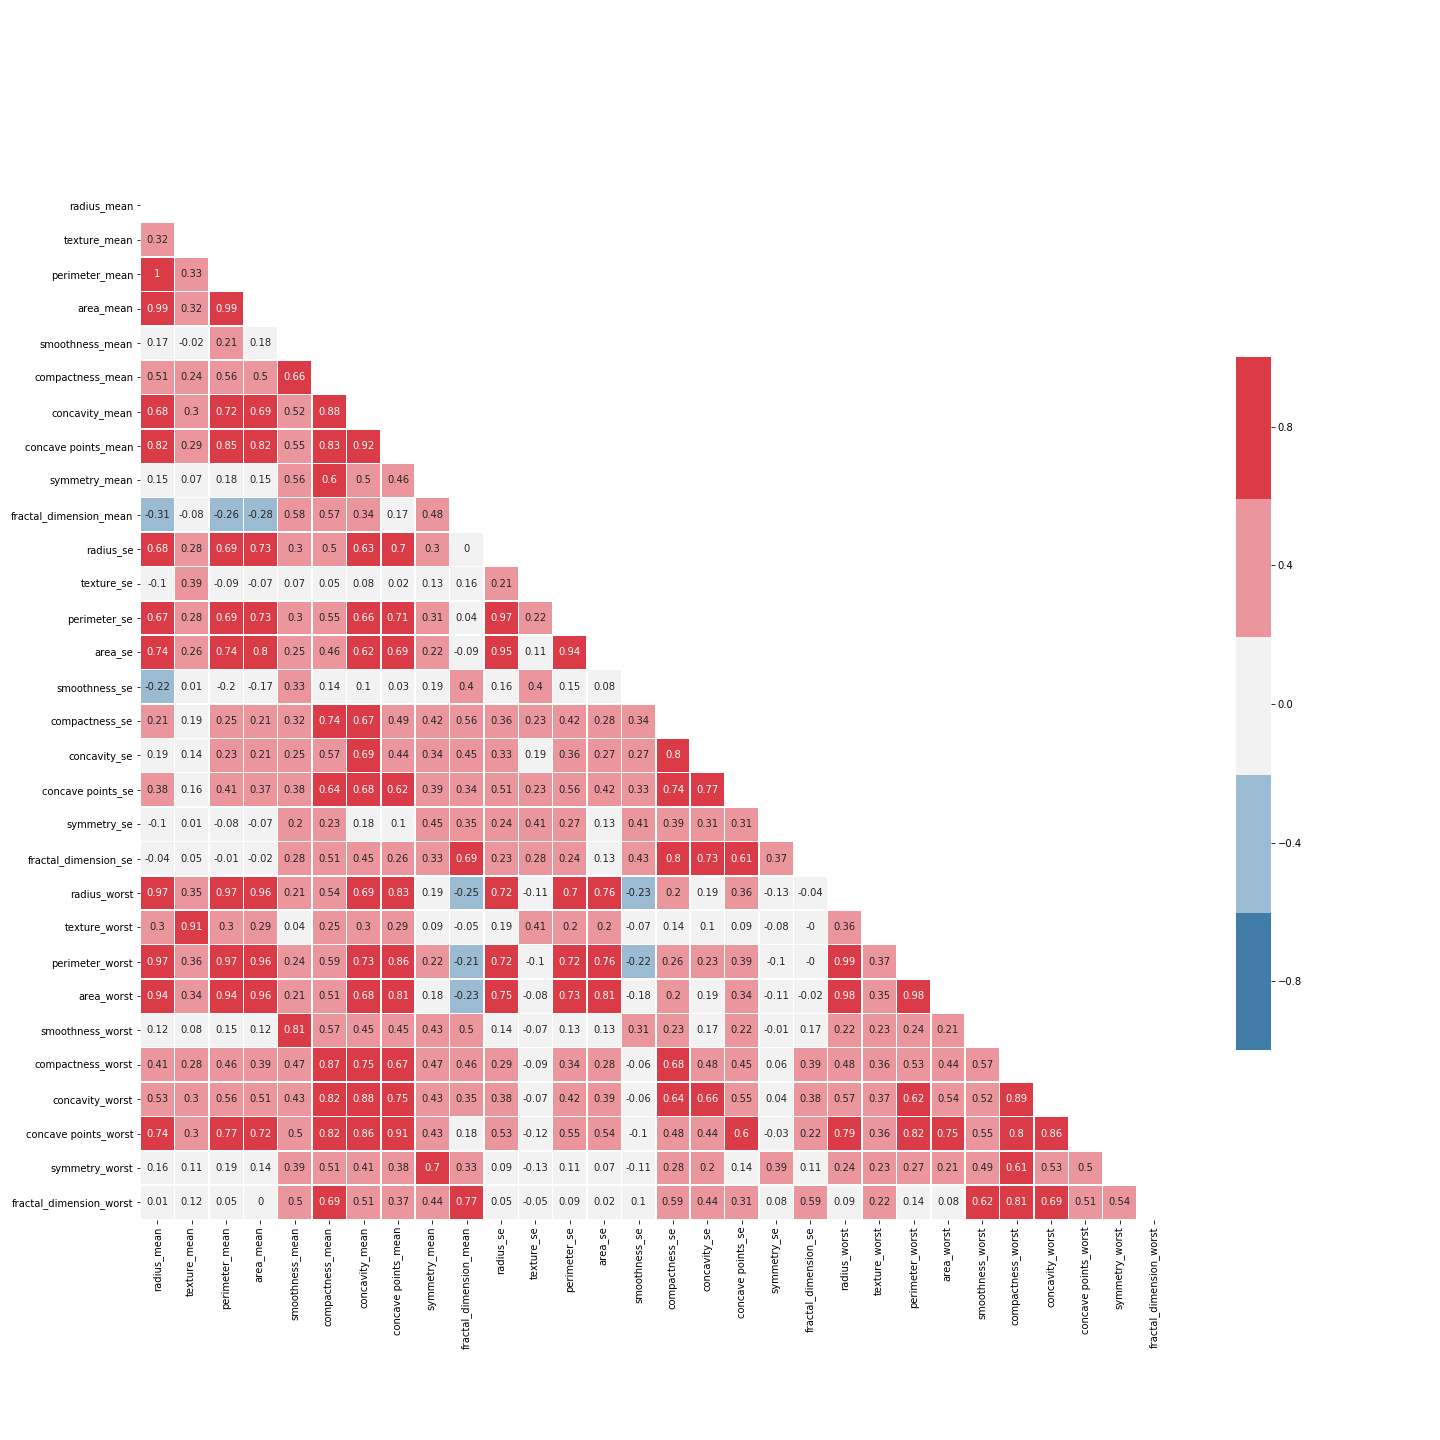 radius_mean
texture_mean 0.32
perimeter_mean 1 0.33
area_mean 0.99 0.32 0.99
smoothness_mean 0.17 -0.02 0.21 0.18
compactness_mean 0.51 0.24 0.56 0.5 0.66
concavity_mean 0.68 0.3 0.72 0.69 0.52 0.88
concave points_mean 0.82 0.29 0.85 0.82 0.55 0.83 0.92
symmetry_mean 0.15 0.07 0.18 0.15 0.56 0.6 0.5 0.46
fractal_dimension_mean -0.31 -0.08 -0.26 -0.28 0.58 0.57 0.34 0.17 0.48
radius_se 0.68 0.28 0.69 0.73 0.3 0.5 0.63 0.7 0.3 0
texture_se -0.1 0.39 -0.09 -0.07 0.07 0.05 0.08 0.02 0.13 0.16 0.21
perimeter_se 0.67 0.28 0.69 0.73 0.3 0.55 0.66 0.71 0.31 0.04 0.97 0.22
area_se 0.74 0.26 0.74 0.8 0.25 0.46 0.62 0.69 0.22 -0.09 0.95 0.11 0.94
smoothness_se -0.22 0.01 -0.2 -0.17 0.33 0.14 0.1 0.03 0.19 0.4 0.16 0.4 0.15 0.08
compactness_se 0.21 0.19 0.25 0.21 0.32 0.74 0.67 0.49 0.42 0.56 0.36 0.23 0.42 0.28 0.34
concavity_se 0.19 0.14 0.23 0.21 0.25 0.57 0.69 0.44 0.34 0.45 0.33 0.19 0.36 0.27 0.27 0.8
concave points_se 0.38 0.16 0.41 0.37 0.38 0.64 0.68 0.62 0.39 0.34 0.51 0.23 0.56 0.42 0.33 0.74 0.77
symmetry_se -0.1 0.01 -0.08 -0.07 0.2 0.23 0.18 0.1 0.45 0.35 0.24 0.41 0.27 0.13 0.41 0.39 0.31 0.31
fractal_dimension_se -0.04 0.05 -0.01 -0.02 0.28 0.51 0.45 0.26 0.33 0.69 0.23 0.28 0.24 0.13 0.43 0.8 0.73 0.61 0.37
radius_worst 0.97 0.35 0.97 0.96 0.21 0.54 0.69 0.83 0.19 -0.25 0.72 -0.11 0.7 0.76 -0.23 0.2 0.19 0.36 -0.13 -0.04
texture_worst 0.3 0.91 0.3 0.29 0.04 0.25 0.3 0.29 0.09 -0.05 0.19 0.41 0.2 0.2 -0.07 0.14 0.1 0.09 -0.08 -0 0.36
perimeter_worst 0.97 0.36 0.97 0.96 0.24 0.59 0.73 0.86 0.22 -0.21 0.72 -0.1 0.72 0.76 -0.22 0.26 0.23 0.39 -0.1 -0 0.99 0.37
area_worst 0.94 0.34 0.94 0.96 0.21 0.51 0.68 0.81 0.18 -0.23 0.75 -0.08 0.73 0.81 -0.18 0.2 0.19 0.34 -0.11 -0.02 0.98 0.35 0.98
smoothness_worst 0.12 0.08 0.15 0.12 0.81 0.57 0.45 0.45 0.43 0.5 0.14 -0.07 0.13 0.13 0.31 0.23 0.17 0.22 -0.01 0.17 0.22 0.23 0.24 0.21
compactness_worst 0.41 0.28 0.46 0.39 0.47 0.87 0.75 0.67 0.47 0.46 0.29 -0.09 0.34 0.28 -0.06 0.68 0.48 0.45 0.06 0.39 0.48 0.36 0.53 0.44 0.57
concavity_worst 0.53 0.3 0.56 0.51 0.43 0.82 0.88 0.75 0.43 0.35 0.38 -0.07 0.42 0.39 -0.06 0.64 0.66 0.55 0.04 0.38 0.57 0.37 0.62 0.54 0.52 0.89
concave points_worst 0.74 0.3 0.77 0.72 0.5 0.82 0.86 0.91 0.43 0.18 0.53 -0.12 0.55 0.54 -0.1 0.48 0.44 0.6 -0.03 0.22 0.79 0.36 0.82 0.75 0.55 0.8 0.86
symmetry_worst 0.16 0.11 0.19 0.14 0.39 0.51 0.41 0.38 0.7 0.33 0.09 -0.13 0.11 0.07 -0.11 0.28 0.2 0.14 0.39 0.11 0.24 0.23 0.27 0.21 0.49 0.61 0.53 0.5
fractal_dimension_worst 0.01 0.12 0.05 0 0.5 0.69 0.51 0.37 0.44 0.77 0.05 -0.05 0.09 0.02 0.1 0.59 0.44 0.31 0.08 0.59 0.09 0.22 0.14 0.08 0.62 0.81 0.69 0.51 0.54
radius_mean
texture_mean
perimeter_mean
area_mean
smoothness_mean
compactness_mean
concavity_mean
concave points_mean
symmetry_mean
fractal_dimension_mean
radius_se
texture_se
perimeter_se
area_se
smoothness_se
compactness_se
concavity_se
concave points_se
symmetry_se
fractal_dimension_se
radius_worst
texture_worst
perimeter_worst
area_worst
smoothness_worst
compactness_worst
concavity_worst
concave points_worst
symmetry_worst
fractal_dimension_worst
0.8
0.4
0.0
−0.4
−0.8